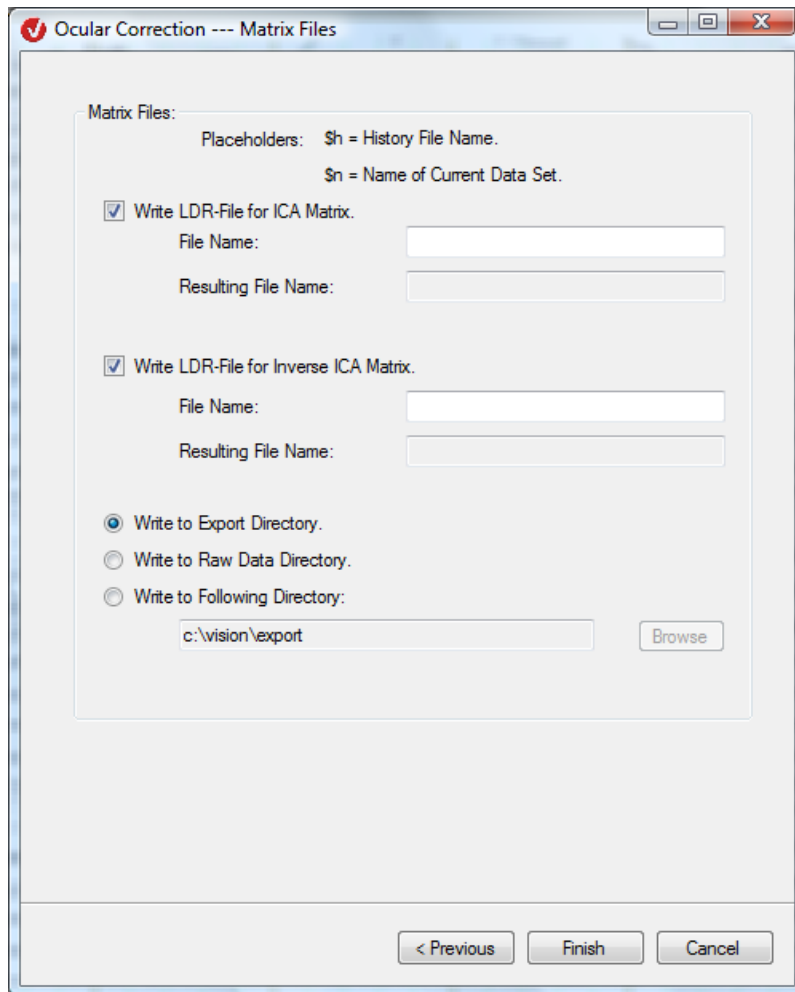 Ocular Correction --- Matrix Files
Matrix Files:
Placeholders: $h = History File Name.
$n = Name of Current Data Set.
Write LDR-File for ICA Matrix.
File Name:
Resulting File Name:
Write LDR-File for Inverse ICA Matrix.
File Name:
Resulting File Name:
Write to Export Directory.
Write to Raw Data Directory.
Write to Following Directory:
c:\vision\export Browse
< Previous Finish Cancel